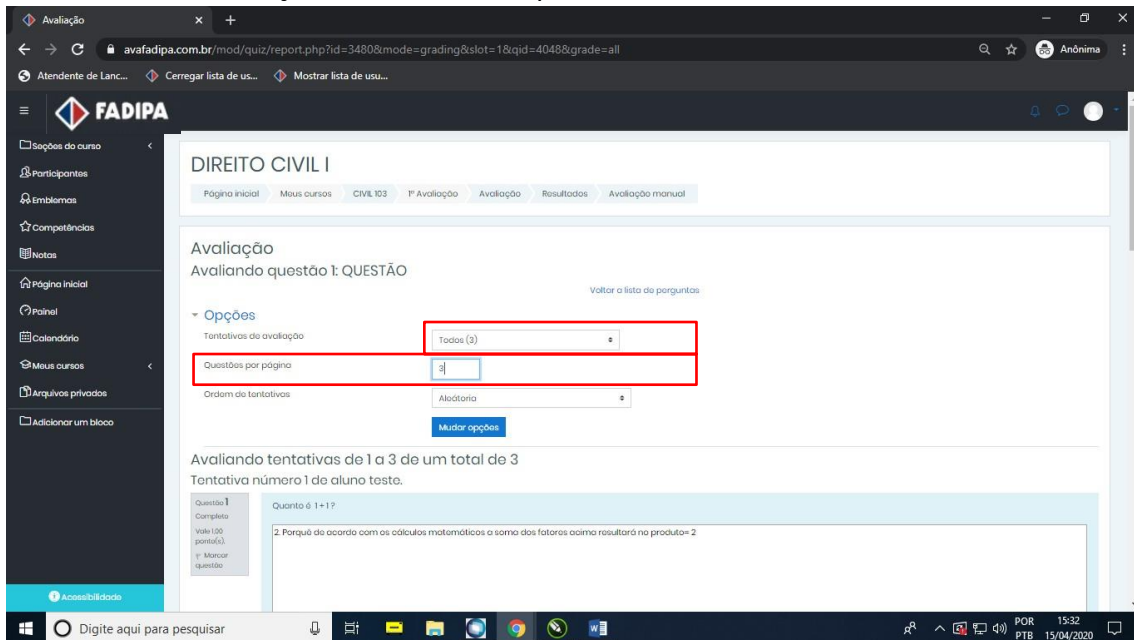 Avaliação
avafadipa.com.br/mod/quiz/report.php?id=3480&mode=grading&slot=1&qid=4048&grade=all
Anônima
Atendente de Lanc... Cerregar lista de us... Mostrar lista de usu...
FADIPA
Seções do curso
Participantes
Emblemas
Competências
Notas
Página inicial
Painel
Calendário
Meus cursos
Arquivos privados
Adicionar um bloco
Acessibilidade
DIREITO CIVIL I
Página inicial Meus cursos CIVIL 103 1ª Avaliação Avaliação Resultados Avaliação manual
Avaliação
Avaliando questão 1: QUESTÃO
Voltar a lista de perguntas
Opções
Tentativas de avaliação Todos (3)
Questões por página 3
Ordem de tentativas Aleatória
Mudar opções
Avaliando tentativas de 1 a 3 de um total de 3
Tentativa número 1 de aluno teste.
Questão 1
Completo
Vale 1,00
ponto(s).
Marcar
questão
Quanto é 1+1?
2. Porquê de acordo com os cálculos matemáticos a soma dos fatores acima resultará no produto= 2
Digite aqui para pesquisar
POR
PTB
15:32
15/04/2020